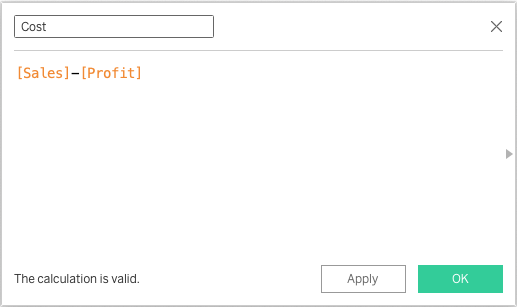 Cost
[Sales]–[Profit]
The calculation is valid.
Apply
OK